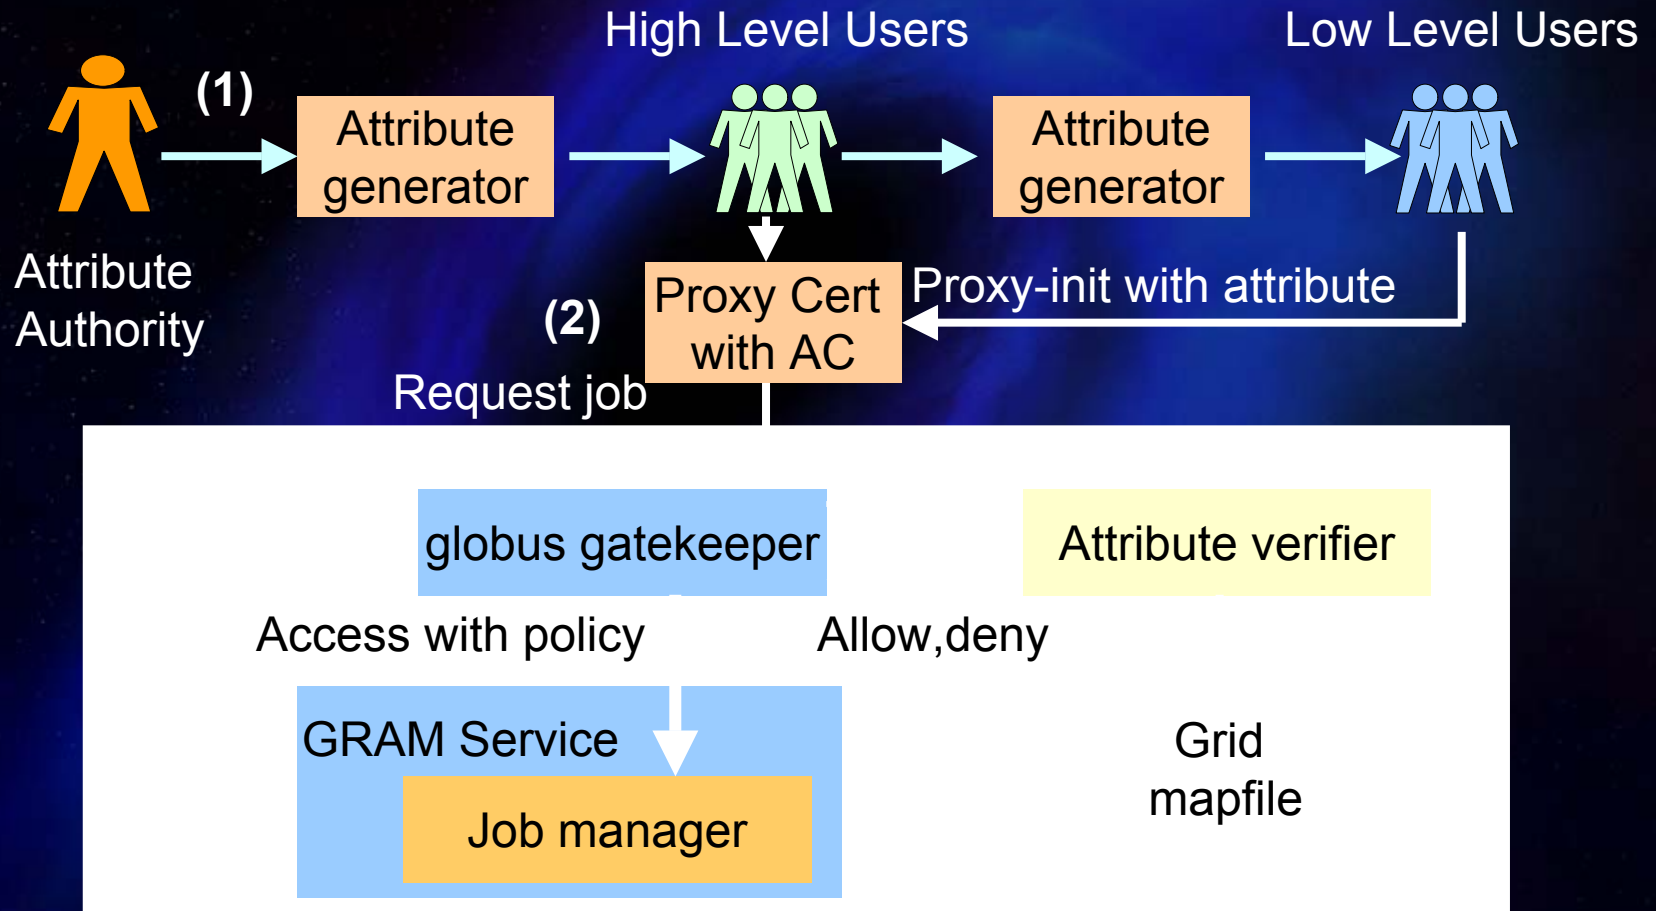 High Level Users
Low Level Users
(1)
Attribute
generator
Attribute
generator
Attribute
Authority
(2)
Proxy Cert
with AC
Proxy-init with attribute
Request job
globus gatekeeper
Attribute verifier
Access with policy
Allow,deny
GRAM Service
Job manager
Grid
mapfile